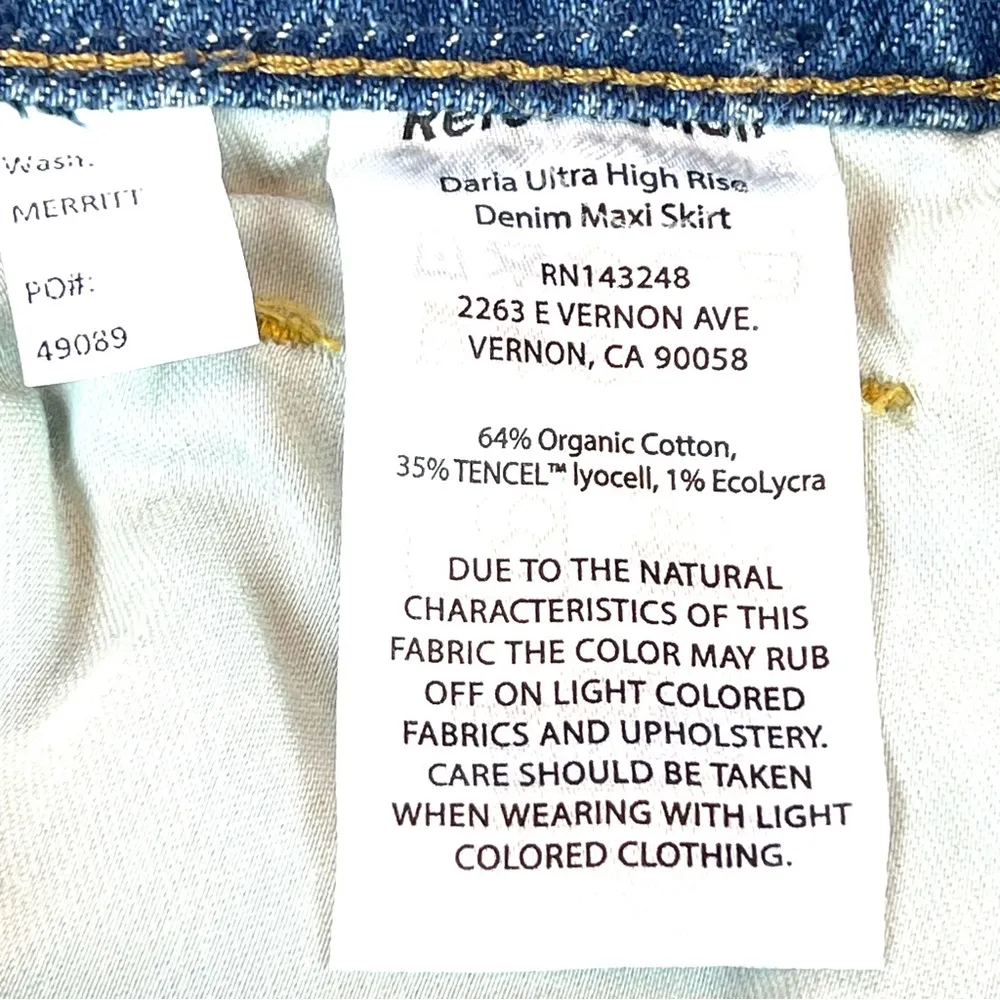 Wash:
MERRITT
PO#:
49089
Daria Ultra High Rise
Denim Maxi Skirt
RN143248
2263 E VERNON AVE.
VERNON, CA 90058
64% Organic Cotton,
35% TENCEL™ lyocell, 1% EcoLycra
DUE TO THE NATURAL
CHARACTERISTICS OF THIS
FABRIC THE COLOR MAY RUB
OFF ON LIGHT COLORED
FABRICS AND UPHOLSTERY.
CARE SHOULD BE TAKEN
WHEN WEARING WITH LIGHT
COLORED CLOTHING.